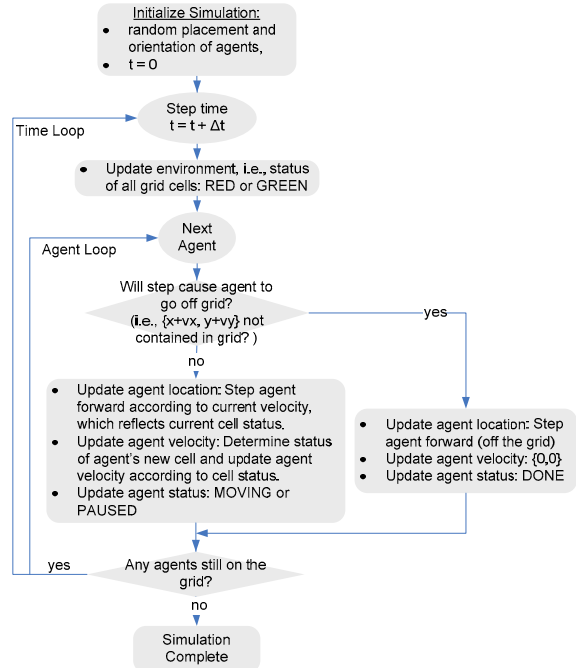 Initialize Simulation:
• random placement and
orientation of agents,
• t = 0
Step time
t = t + Δt
Time Loop
• Update environment, i.e., status
of all grid cells: RED or GREEN
Next
Agent
Agent Loop
Will step cause agent to
go off grid?
(i.e., {x+vx, y+vy} not
contained in grid? )
yes
no
• Update agent location: Step agent
forward according to current velocity,
which reflects current cell status.
• Update agent velocity: Determine status
of agent's new cell and update agent
velocity according to cell status.
• Update agent status: MOVING or
PAUSED
• Update agent location: Step
agent forward (off the grid)
• Update agent velocity: {0,0}
• Update agent status: DONE
Any agents still on the
grid?
yes
no
Simulation
Complete